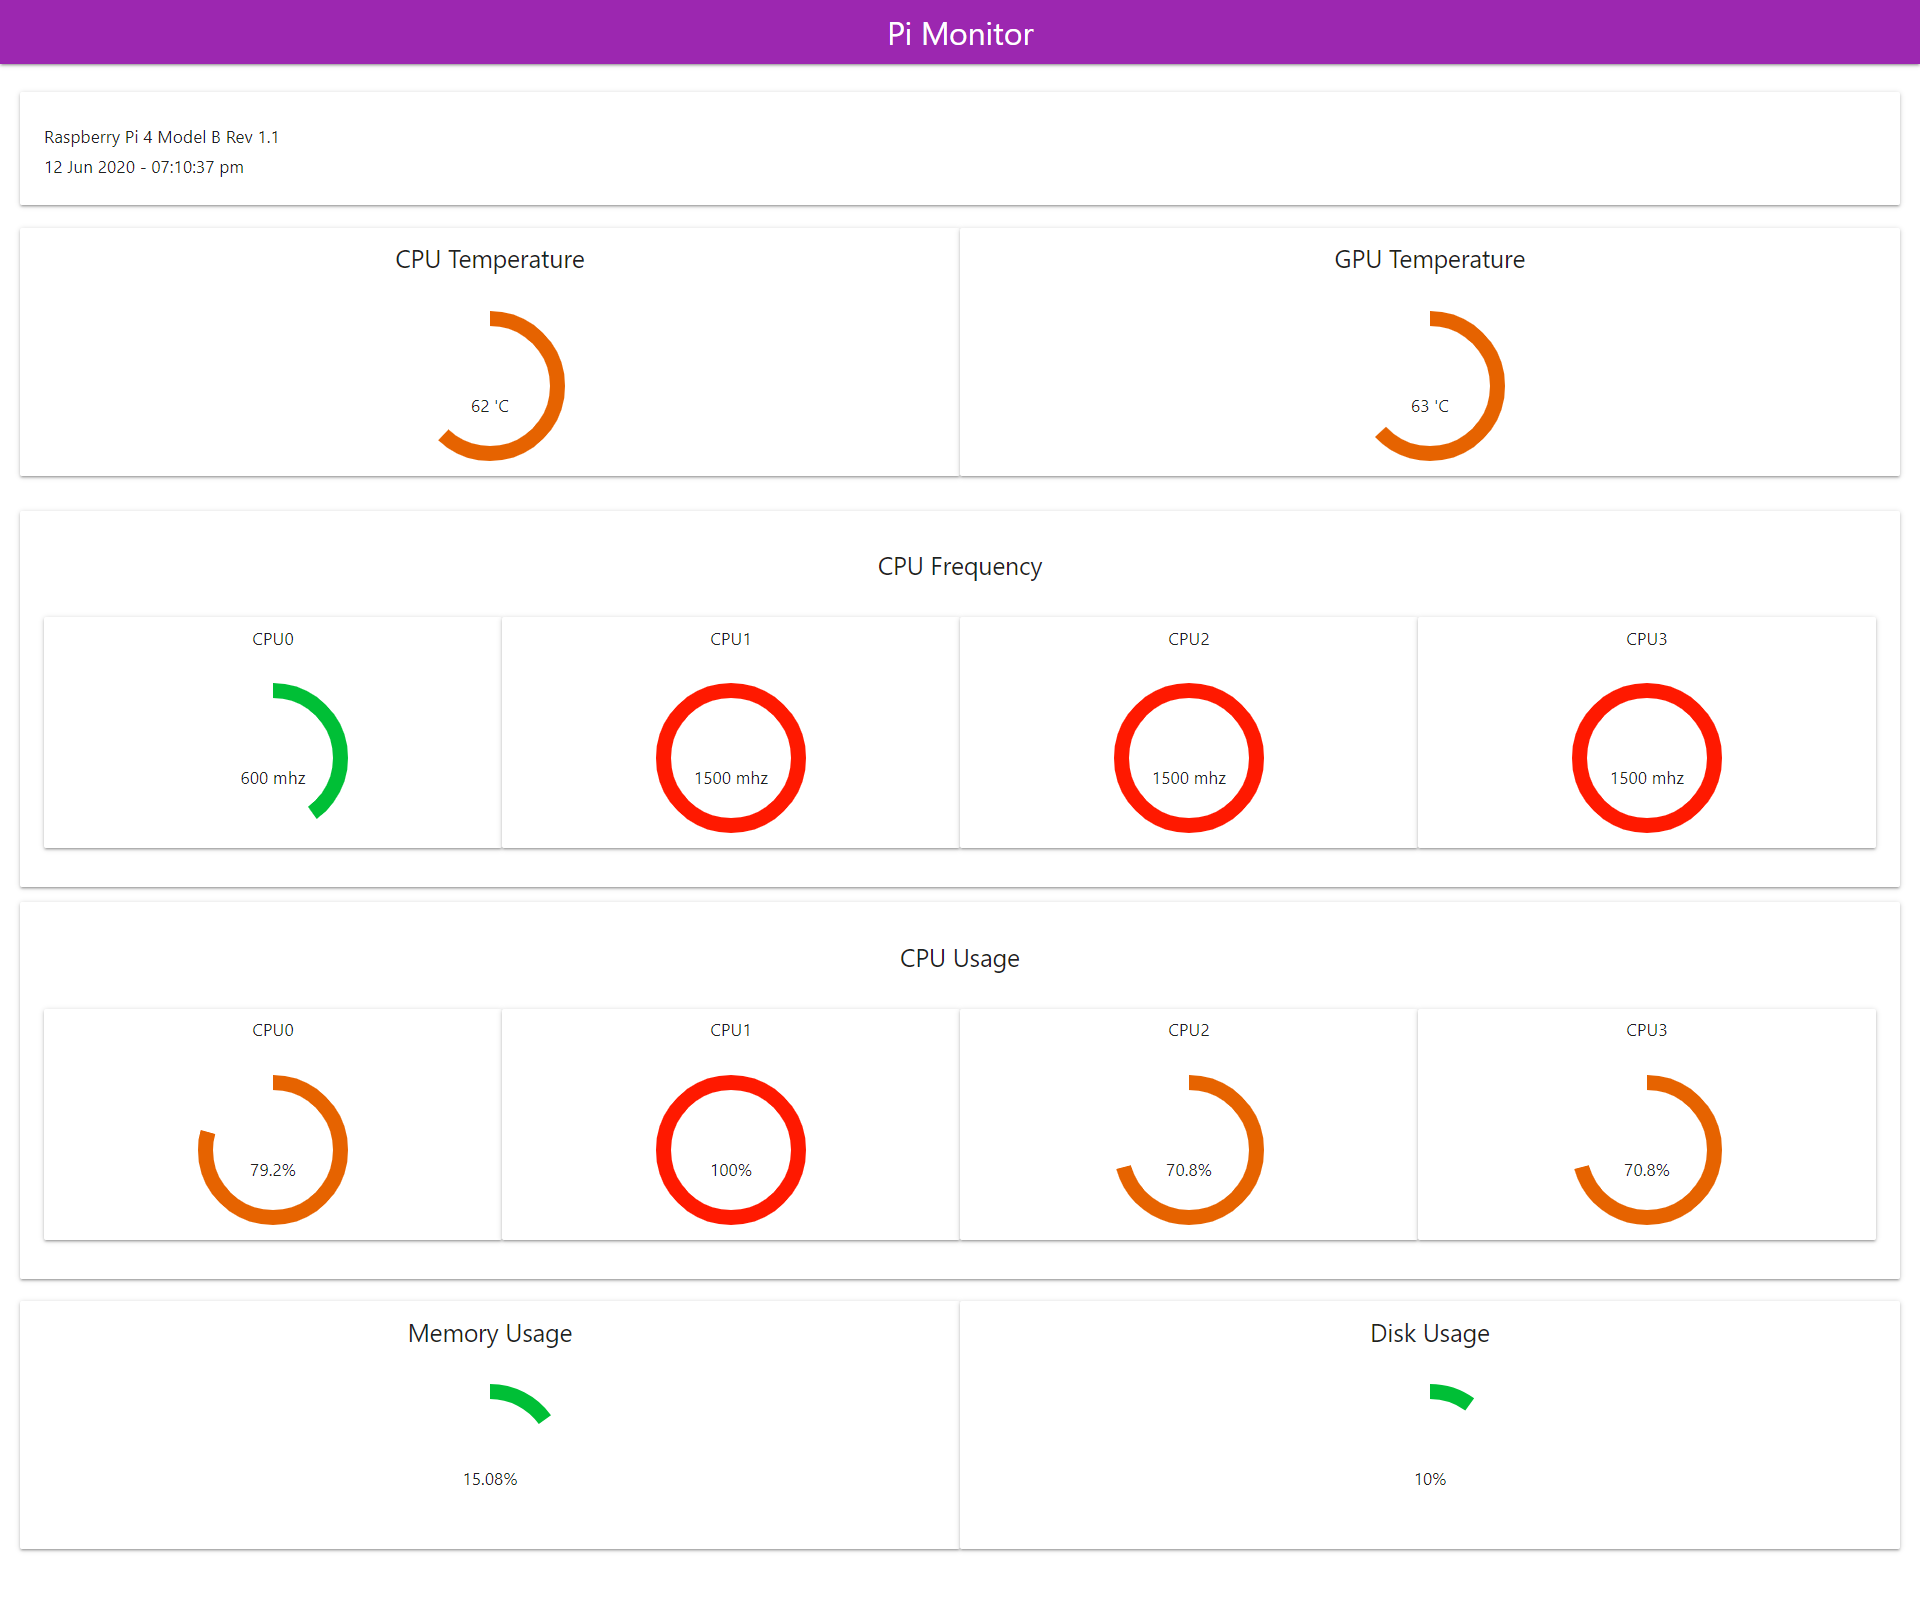 Pi Monitor
Raspberry Pi 4 Model B Rev 1.1
12 Jun 2020 - 07:10:37 pm
CPU Temperature
62 'C
GPU Temperature
63 'C
CPU Frequency
CPU0
600 mhz
CPU1
1500 mhz
CPU2
1500 mhz
CPU3
1500 mhz
CPU Usage
CPU0
79.2%
CPU1
100%
CPU2
70.8%
CPU3
70.8%
Memory Usage
15.08%
Disk Usage
10%